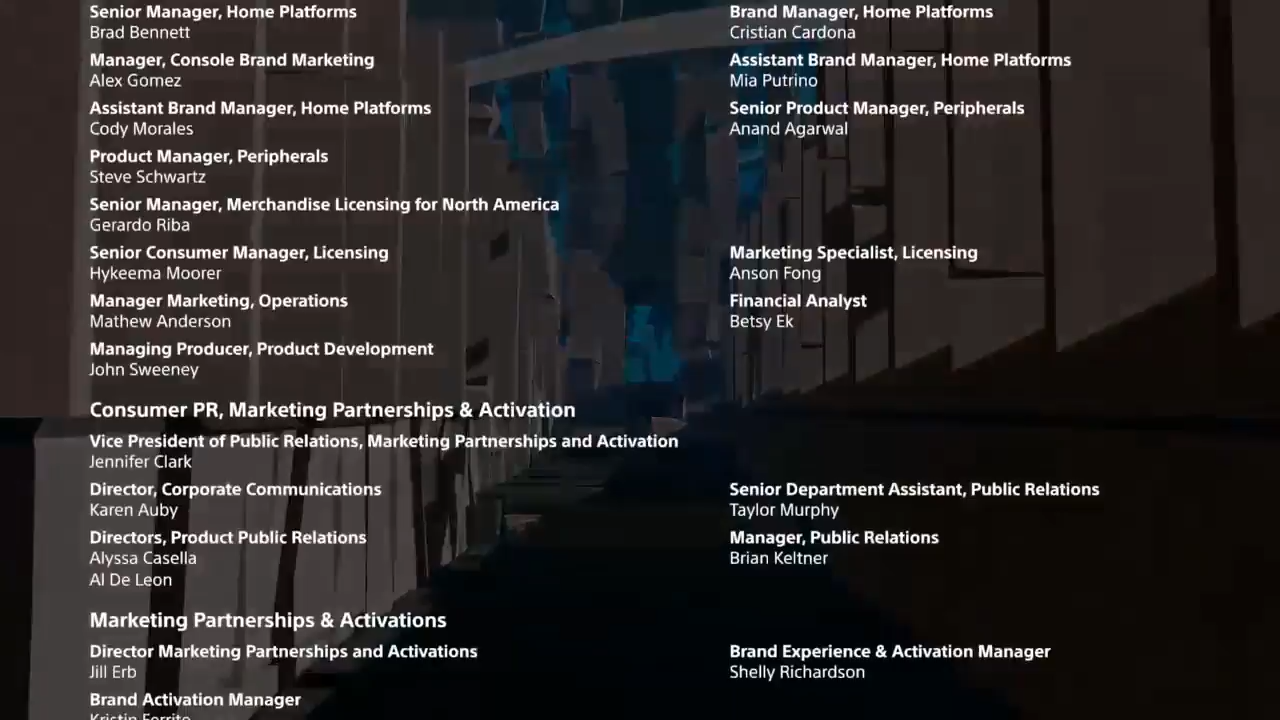 Senior Manager, Home Platforms
Brad Bennett
Brand Manager, Home Platforms
Cristian Cardona
Manager, Console Brand Marketing
Alex Gomez
Assistant Brand Manager, Home Platforms
Mia Putrino
Assistant Brand Manager, Home Platforms
Cody Morales
Senior Product Manager, Peripherals
Anand Agarwal
Product Manager, Peripherals
Steve Schwartz
Senior Manager, Merchandise Licensing for North America
Gerardo Riba
Senior Consumer Manager, Licensing
Hykeema Moorer
Marketing Specialist, Licensing
Anson Fong
Manager Marketing, Operations
Mathew Anderson
Financial Analyst
Betsy Ek
Managing Producer, Product Development
John Sweeney
Consumer PR, Marketing Partnerships & Activation
Vice President of Public Relations, Marketing Partnerships and Activation
Jennifer Clark
Director, Corporate Communications
Karen Auby
Senior Department Assistant, Public Relations
Taylor Murphy
Directors, Product Public Relations
Alyssa Casella
Al De Leon
Manager, Public Relations
Brian Keltner
Marketing Partnerships & Activations
Director Marketing Partnerships and Activations
Jill Erb
Brand Experience & Activation Manager
Shelly Richardson
Brand Activation Manager
Kristin